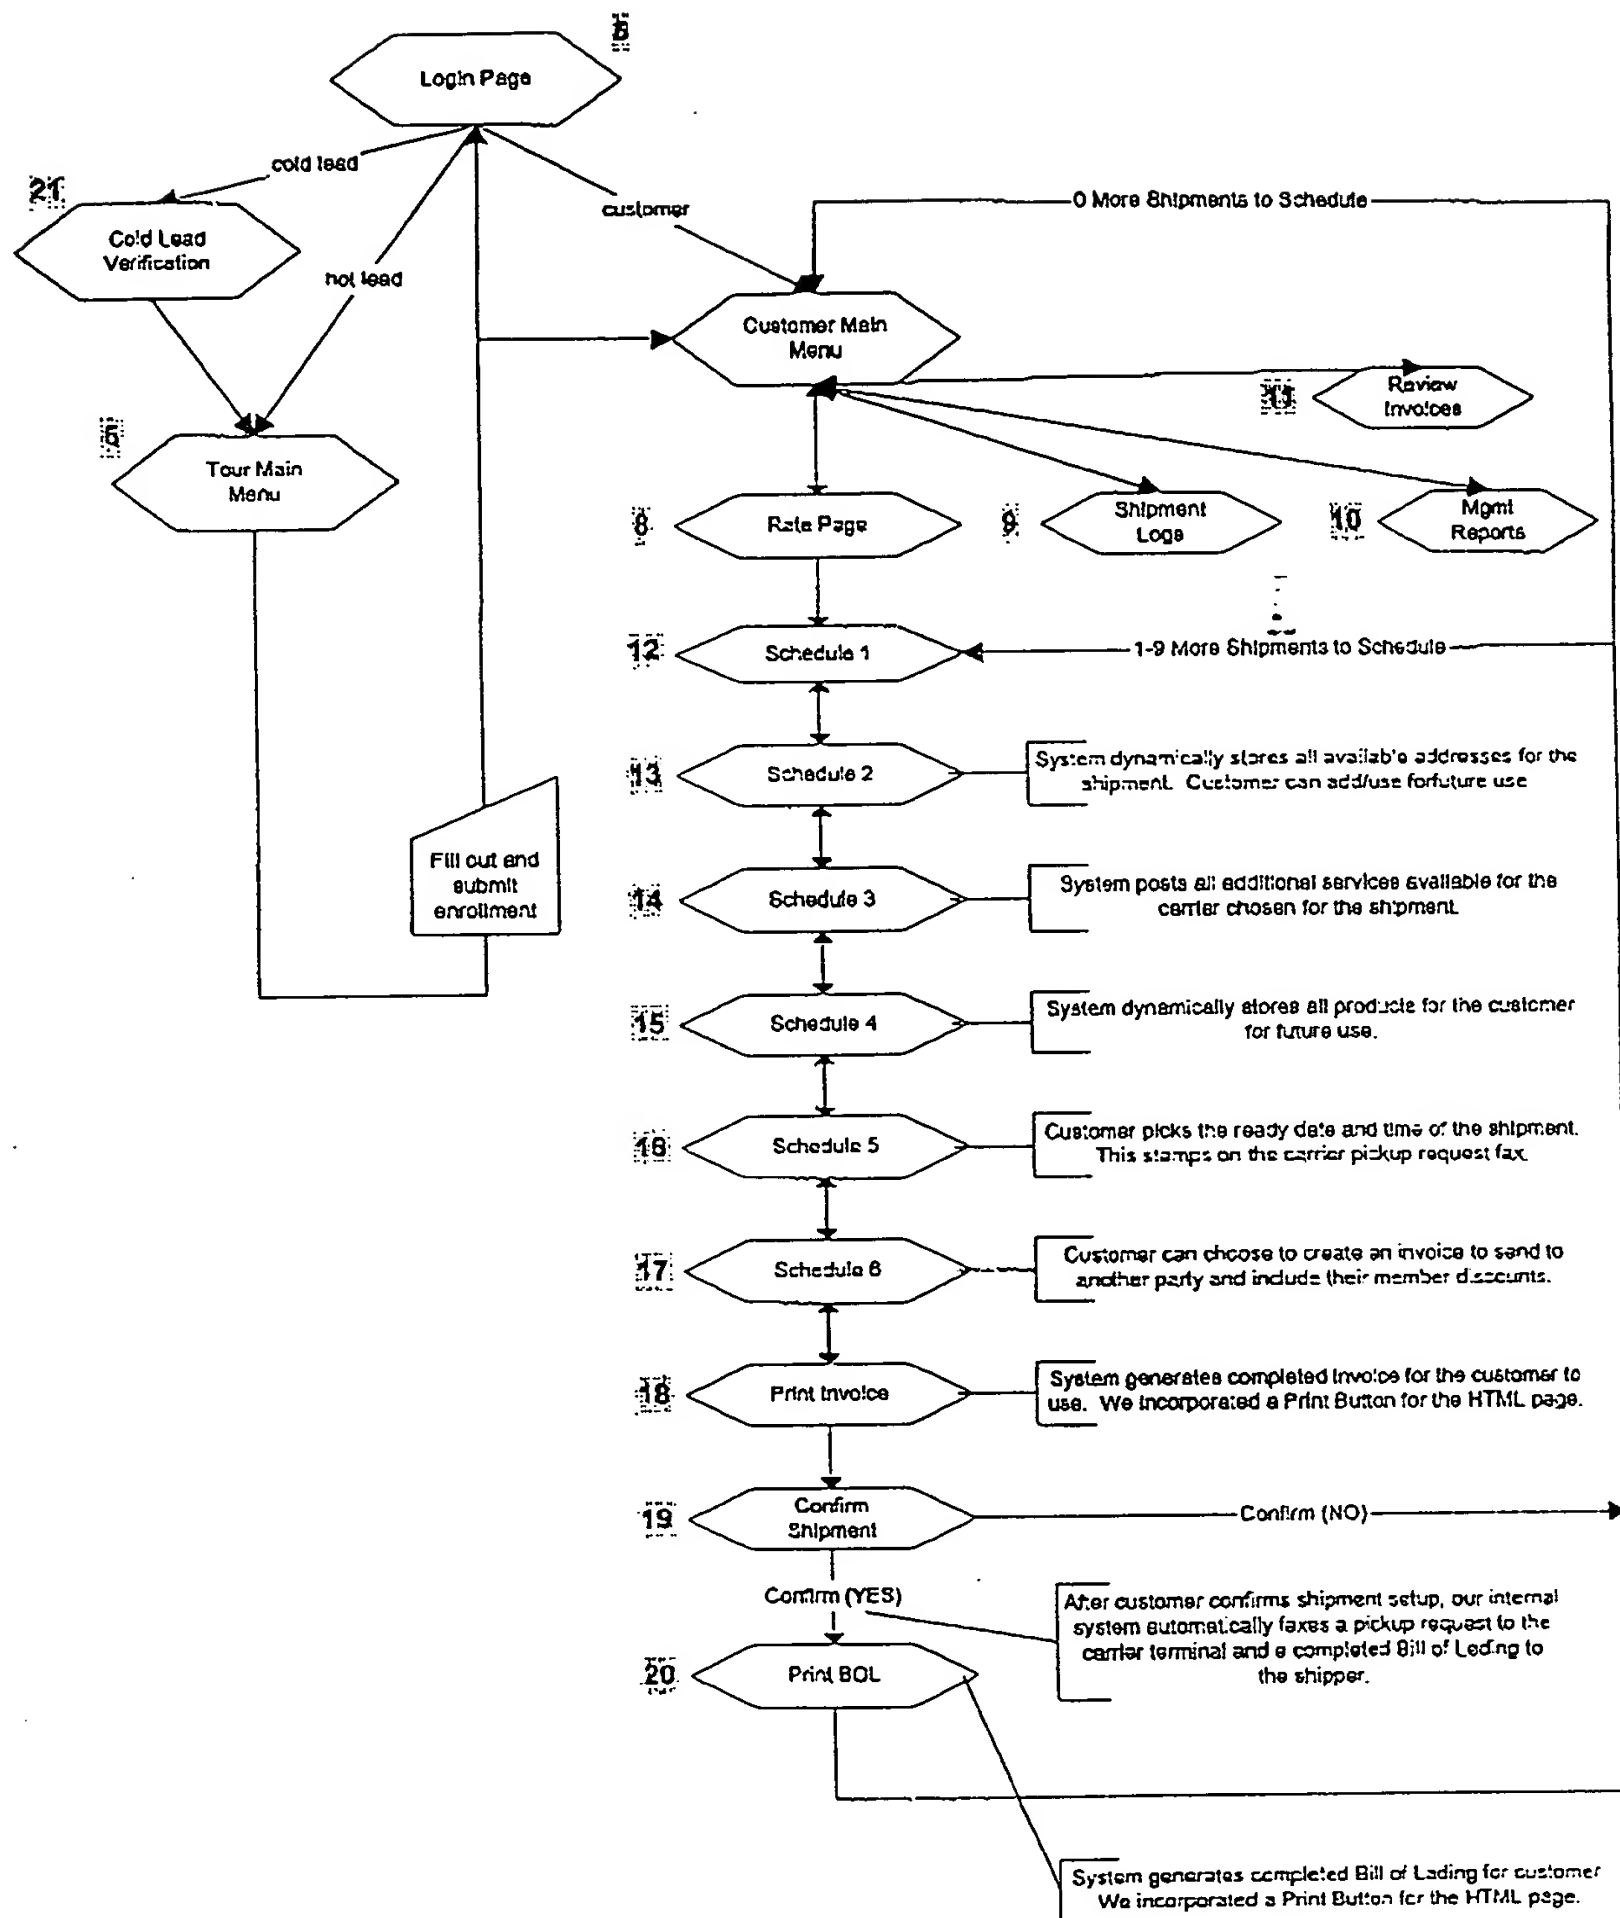 Login Page
cold lead
21
customer
0 More Shipments to Schedule
Cold Lead
Verification
hot lead
Customer Main
Menu
11
Review
Invoices
5
Tour Main
Menu
8
Rate Page
9
Shipment
Logs
10
Mgmt
Reports
12
Schedule 1
1-9 More Shipments to Schedule
13
Schedule 2
System dynamically stores all available addresses for the
shipment. Customer can add/use forfuture use
Fill out and
submit
enrollment
14
Schedule 3
System posts all additional services available for the
carrier chosen for the shipment.
15
Schedule 4
System dynamically stores all products for the customer
for future use.
16
Schedule 5
Customer picks the ready date and time of the shipment.
This stamps on the carrier pickup request fax.
17
Schedule 6
Customer can choose to create an invoice to send to
another party and include their member discounts.
18
Print Invoice
System generates completed Invoice for the customer to
use. We incorporated a Print Button for the HTML page.
19
Confirm
Shipment
Confirm (NO)
Confirm (YES)
After customer confirms shipment setup, our internal
system automatically faxes a pickup request to the
carrier terminal and a completed Bill of Lading to
the shipper.
20
Print BOL
System generates completed Bill of Lading for customer
We incorporated a Print Button for the HTML page.